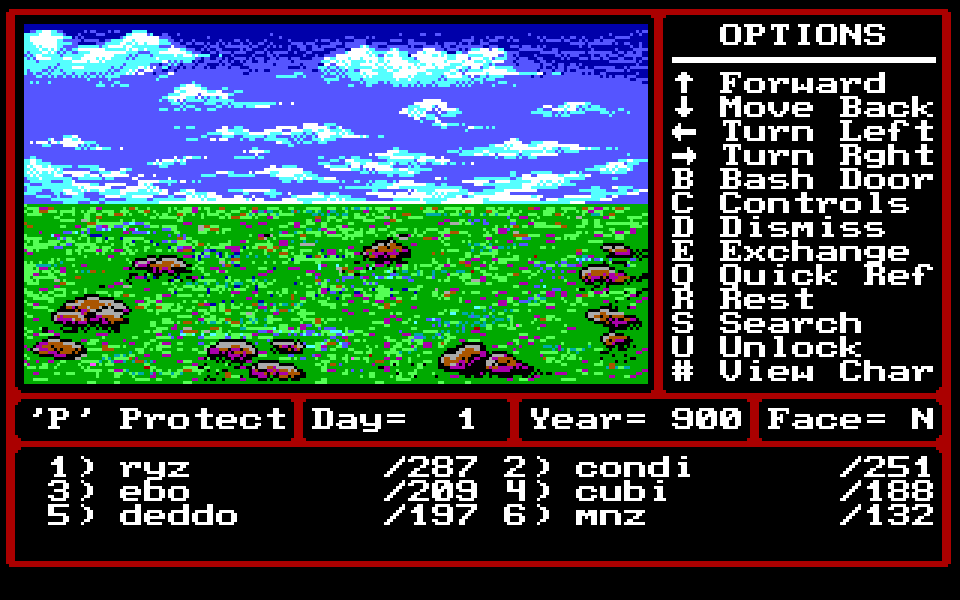 OPTIONS
↑ Forward
↓ Move Back
← Turn Left
→ Turn Rght
B Bash Door
C Controls
D Dismiss
E Exchange
Q Quick Ref
R Rest
S Search
U Unlock
# View Char
'P' Protect Day= 1 Year= 900 Face= N
1) ryz /287 2) condi /251
3) ebo /209 4) cubi /188
5) deddo /197 6) mnz /132